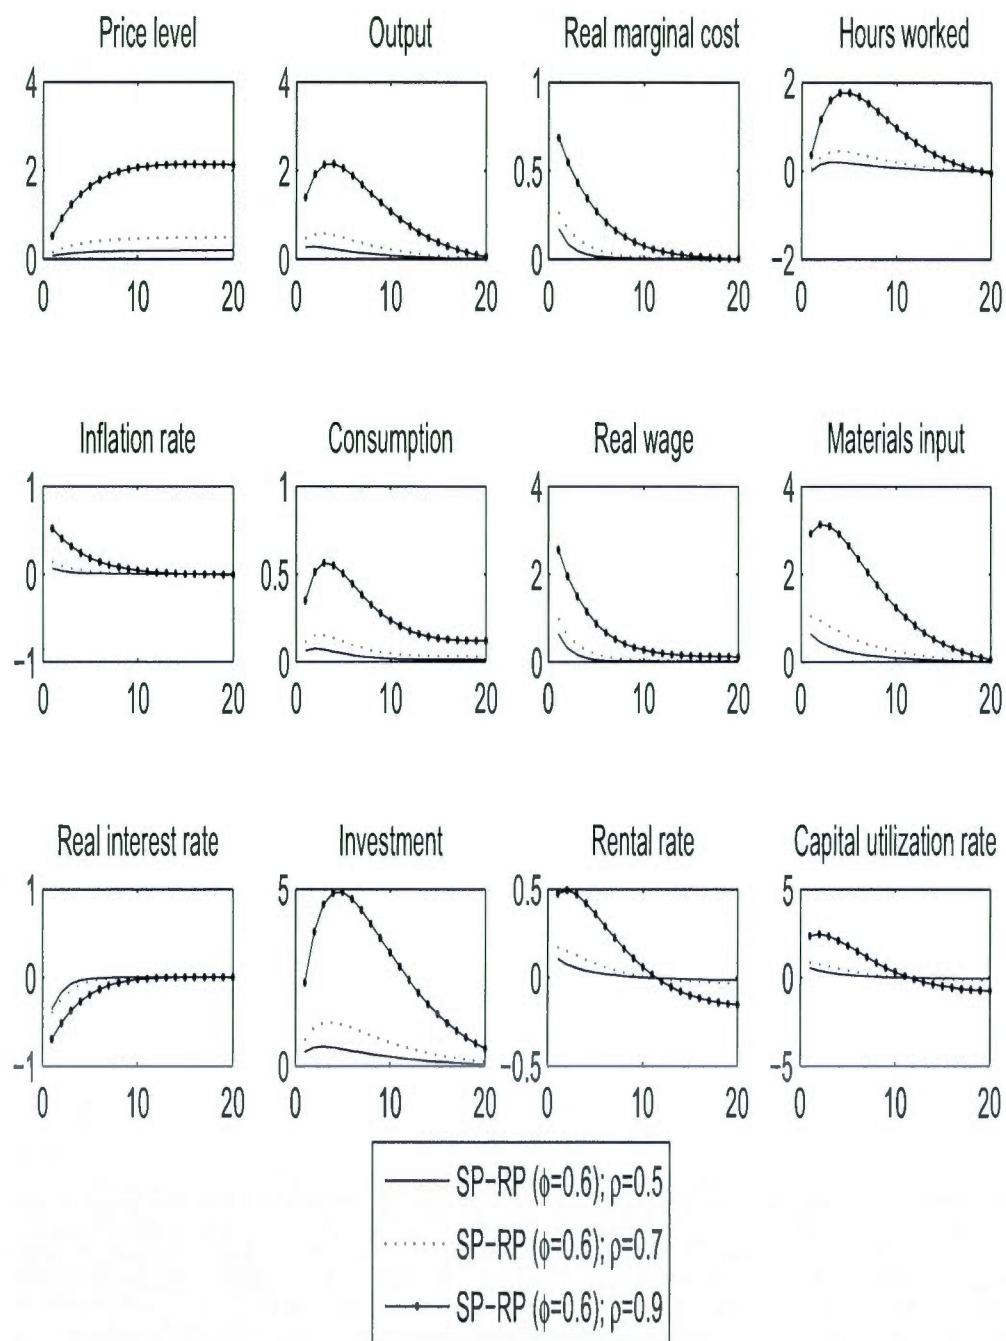 Price level Output Real marginal cost Hours worked
4 4 1 2
2 2 0.5 0
0 0 0 −2
0 10 20 0 10 20 0 10 20 0 10 20
Inflation rate Consumption Real wage Materials input
1 1 4 4
0 0.5 2 2
−1 0 0 0
0 10 20 0 10 20 0 10 20 0 10 20
Real interest rate Investment Rental rate Capital utilization rate
1 5 0.5 5
0 0 0
−1 0 −0.5 −5
0 10 20 0 10 20 0 10 20 0 10 20
SP−RP (ϕ=0.6); ρ=0.5
SP−RP (ϕ=0.6); ρ=0.7
SP−RP (ϕ=0.6); ρ=0.9